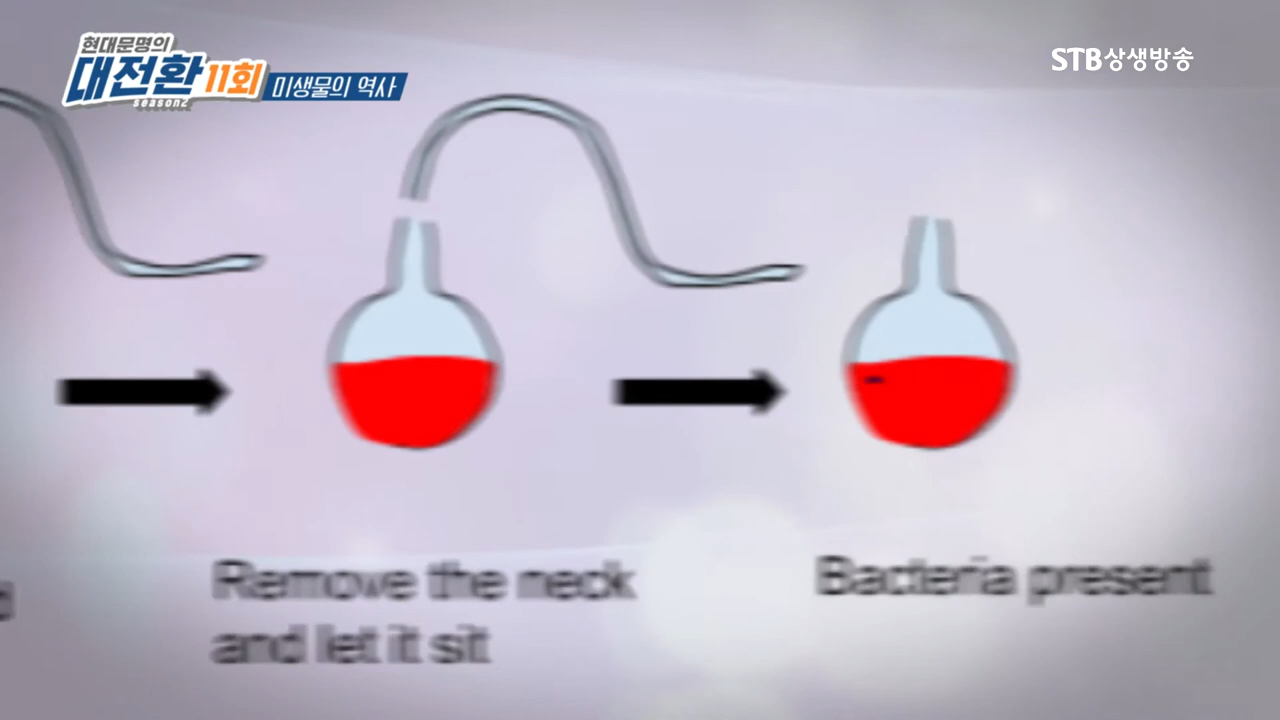 현대문명의
대전환 11회 미생물의 역사
season2
STB상생방송
Remove the neck
and let it sit
Bacteria present